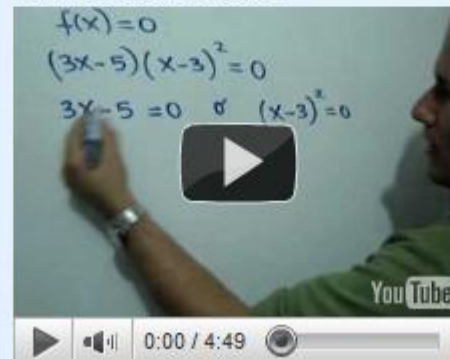 f(x)=0
(3x-5)(x-3)²=0
3x-5=0 o (x-3)²=0
YouTube
0:00 / 4:49